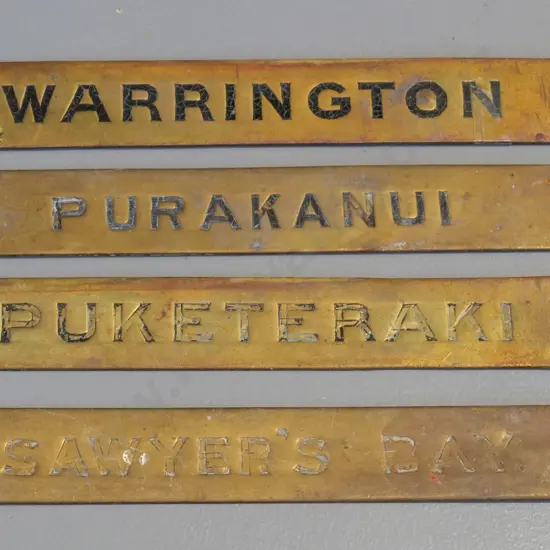 WARRINGTON
PURAKANUI
PUKETERAKI
SAWYER'S BAY.